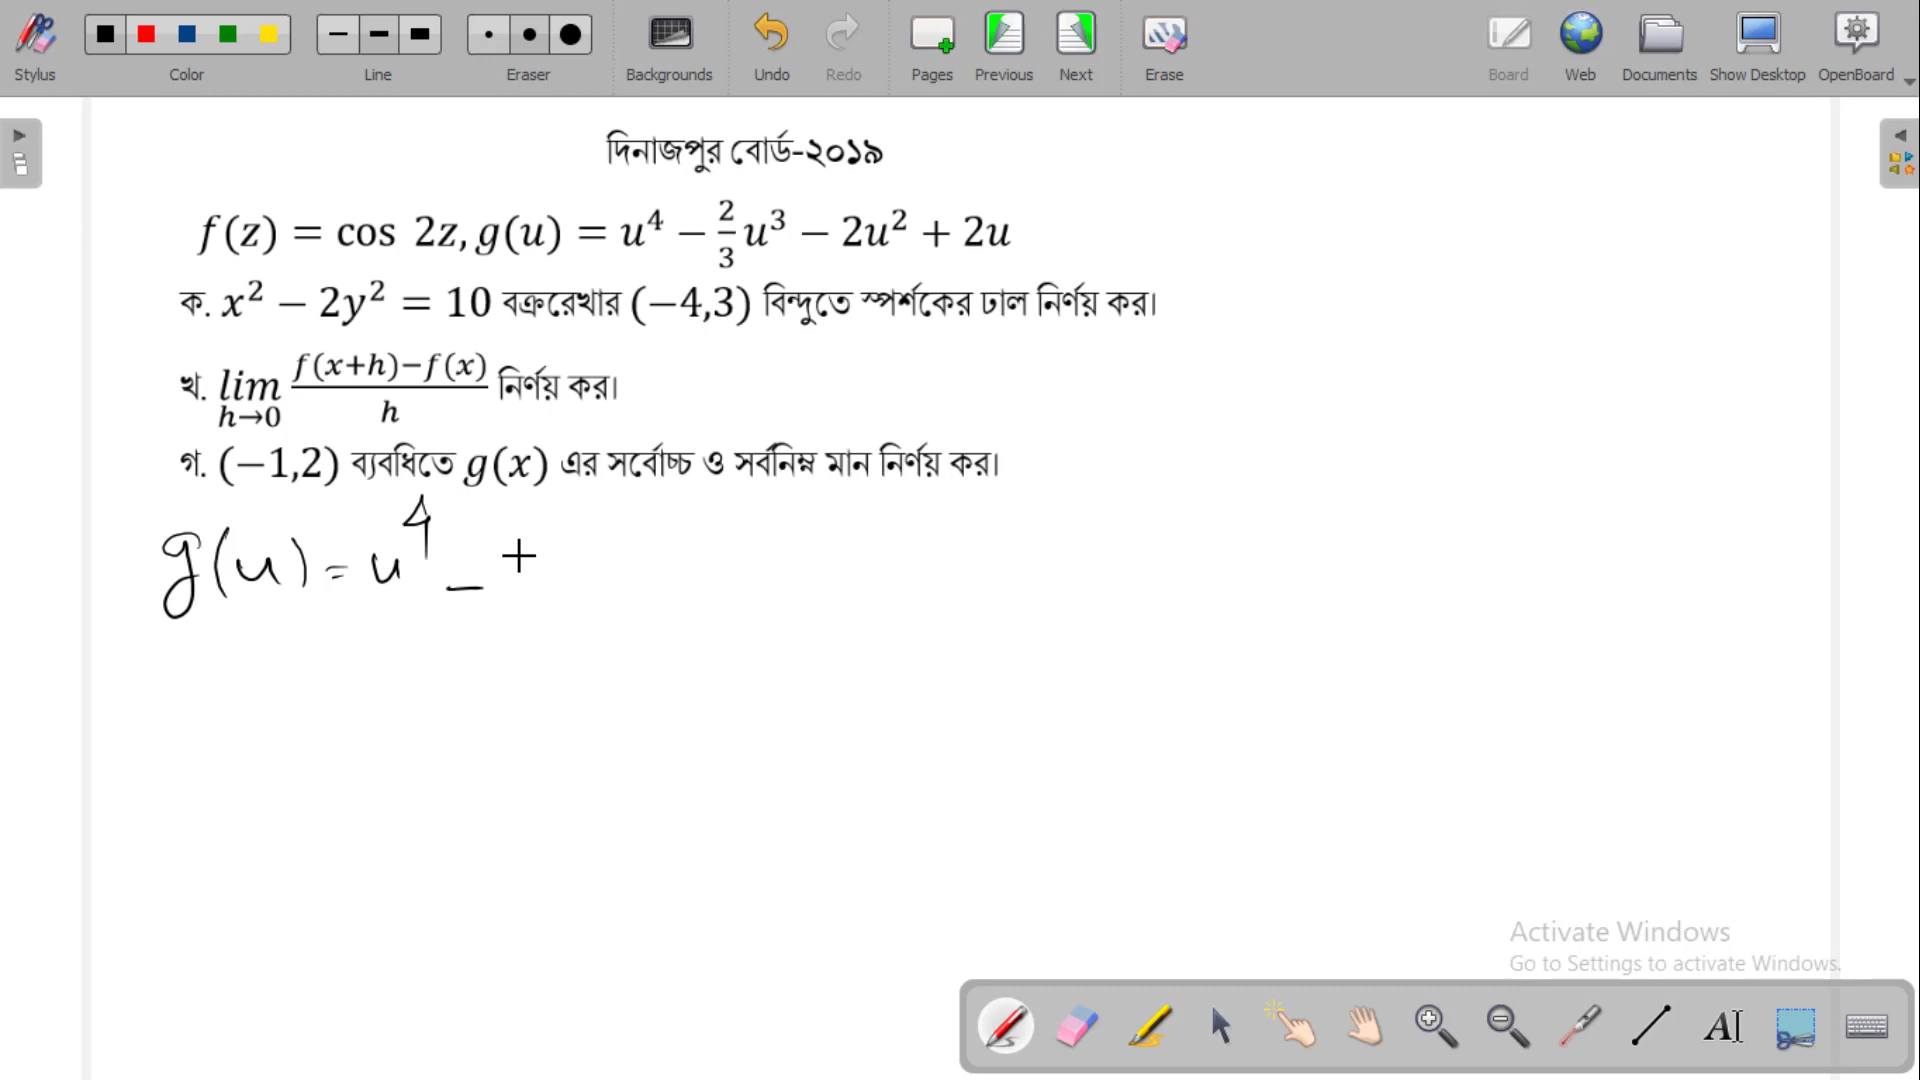 Stylus Color Line Eraser Backgrounds Undo Redo Pages Previous Next Erase Board Web Documents Show Desktop OpenBoard
দিনাজপুর বোর্ড-২০১৯
f(z) = cos 2z, g(u) = u⁴ − 2/3 u³ − 2u² + 2u
ক. x² − 2y² = 10 বক্ররেখার (−4,3) বিন্দুতে স্পর্শকের ঢাল নির্ণয় কর।
খ. lim h→0 f(x+h)−f(x) / h নির্ণয় কর।
গ. (−1,2) ব্যবধিতে g(x) এর সর্বোচ্চ ও সর্বনিম্ন মান নির্ণয় কর।
g(u) = u⁴ −
Activate Windows
Go to Settings to activate Windows.